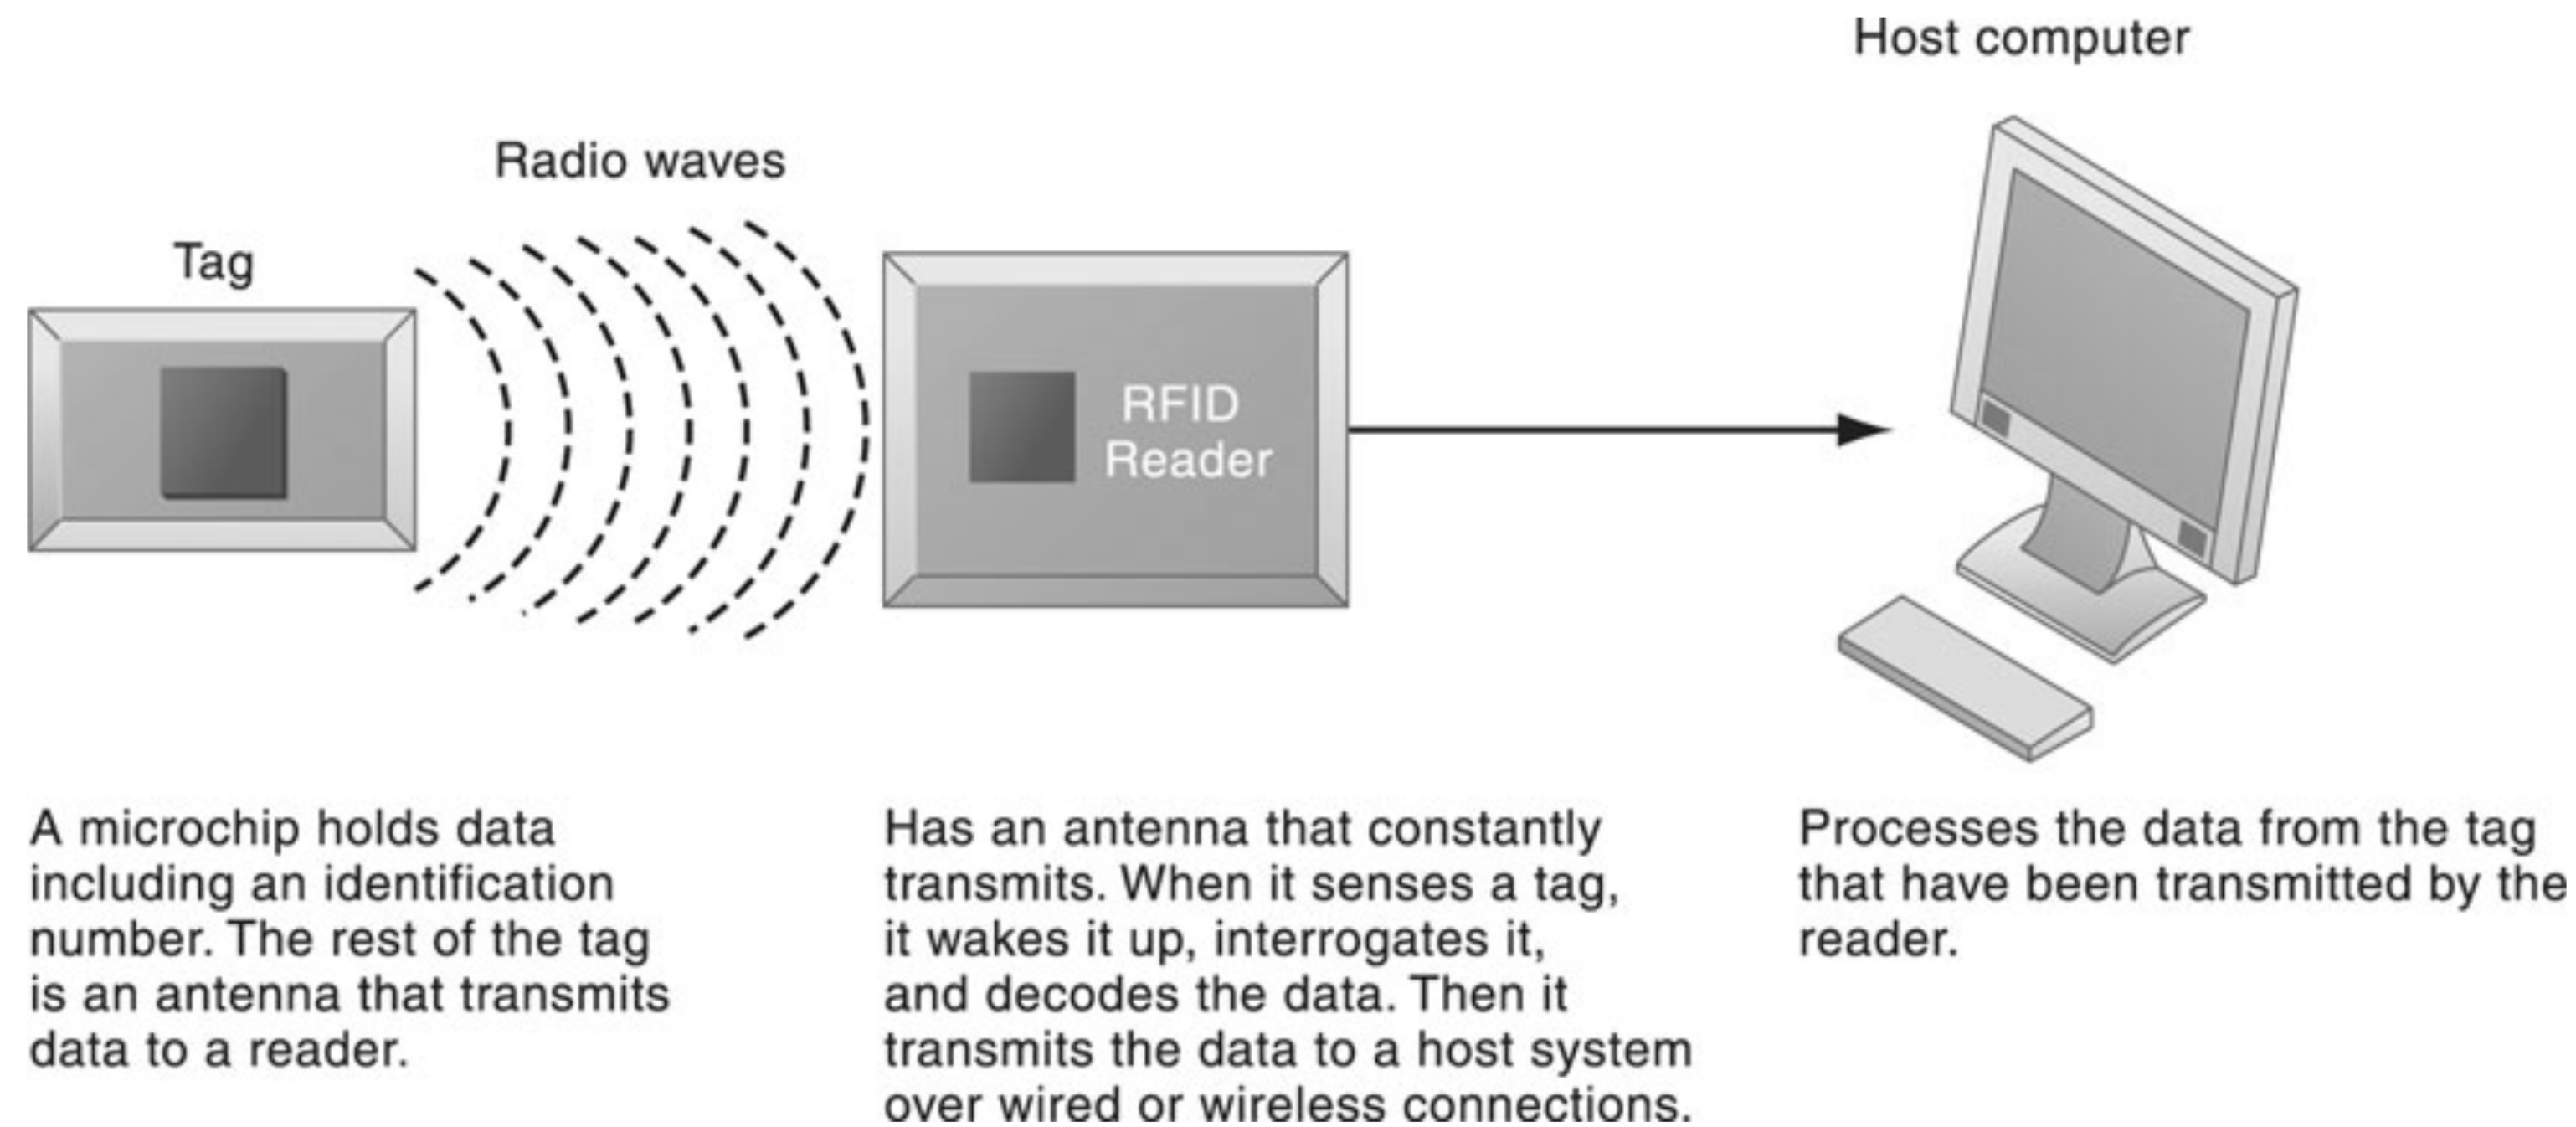 Host computer
Radio waves
Tag
RFID
Reader
A microchip holds data
including an identification
number. The rest of the tag
is an antenna that transmits
data to a reader.
Has an antenna that constantly
transmits. When it senses a tag,
it wakes it up, interrogates it,
and decodes the data. Then it
transmits the data to a host system
over wired or wireless connections.
Processes the data from the tag
that have been transmitted by the
reader.